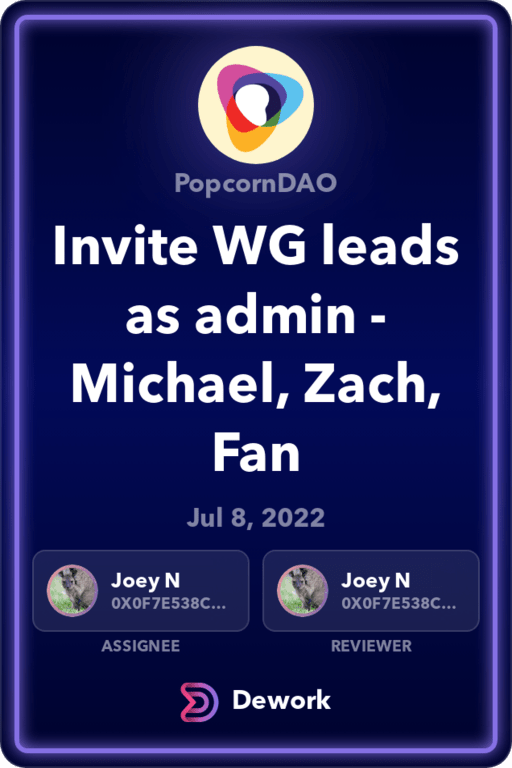 PopcornDAO
Invite WG leads
as admin -
Michael, Zach,
Fan
Jul 8, 2022
Joey N
0X0F7E538C...
ASSIGNEE
Joey N
0X0F7E538C...
REVIEWER
Dework